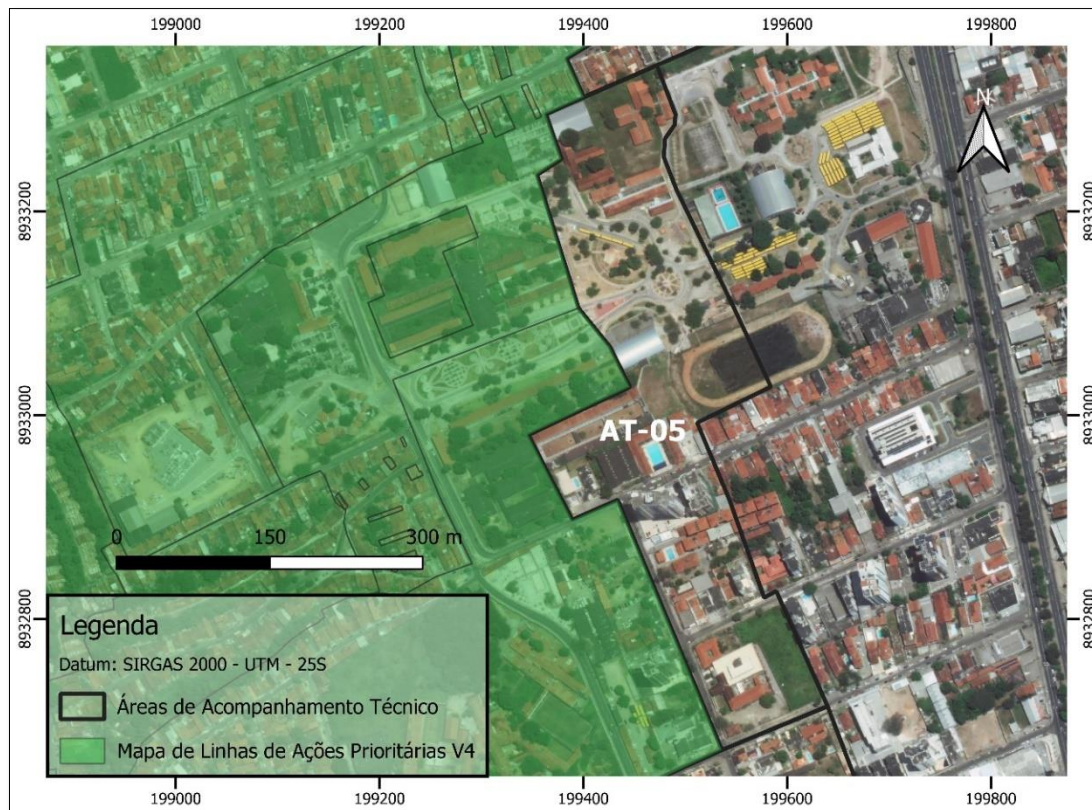 199000 199200 199400 199600 199800
N
8933200 8933200
8933000 8933000
AT-05
0 150 300 m
8932800 8932800
Legenda
Datum: SIRGAS 2000 - UTM - 25S
Áreas de Acompanhamento Técnico
Mapa de Linhas de Ações Prioritárias V4
199000 199200 199400 199600 199800